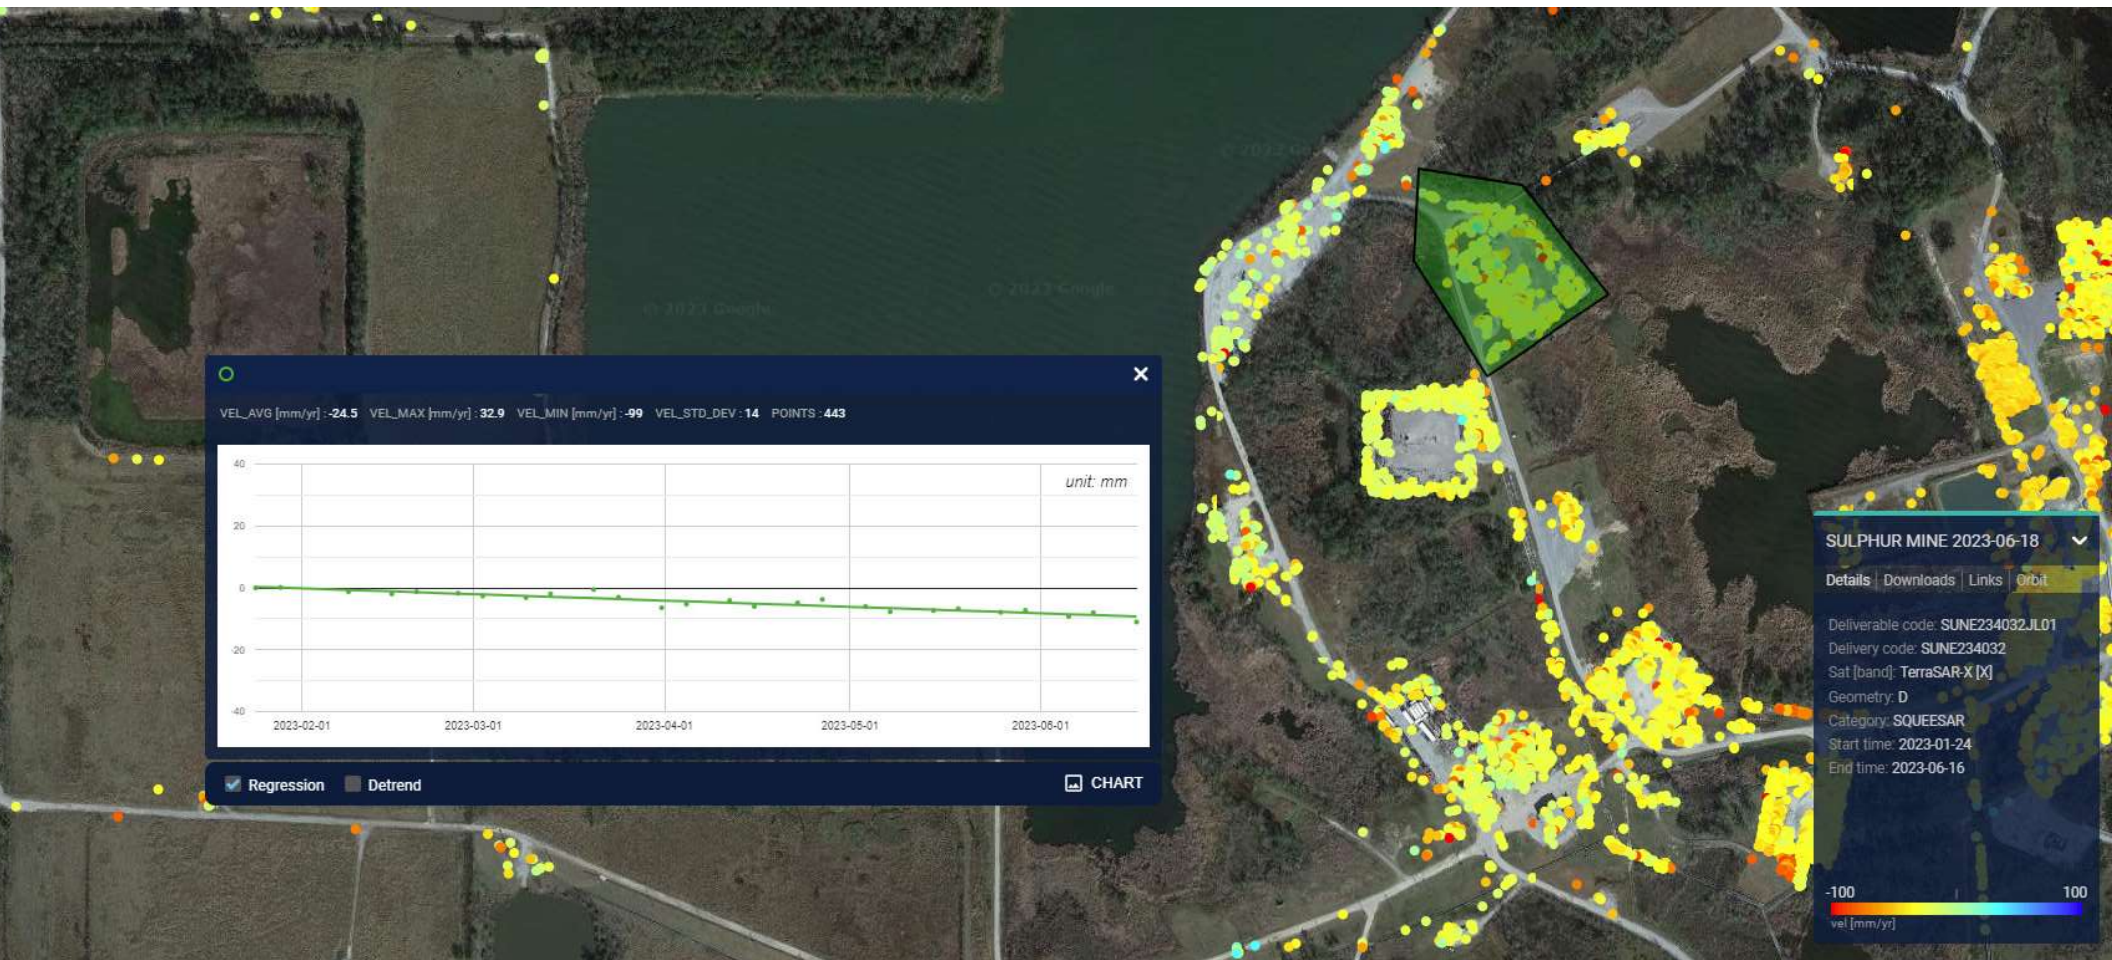 © 2023 Google
© 2023 Google
VEL_AVG [mm/yr] : -24.5 VEL_MAX [mm/yr] : 32.9 VEL_MIN [mm/yr] : -99 VEL_STD_DEV : 14 POINTS : 443
unit: mm
40
20
0
-20
-40
2023-02-01 2023-03-01 2023-04-01 2023-05-01 2023-06-01
Regression Detrend CHART
SULPHUR MINE 2023-06-18
Details Downloads Links Orbit
Deliverable code: SUNE234032JL01
Delivery code: SUNE234032
Sat [band]: TerraSAR-X [X]
Geometry: D
Category: SQUEESAR
Start time: 2023-01-24
End time: 2023-06-16
-100 100
vel [mm/yr]